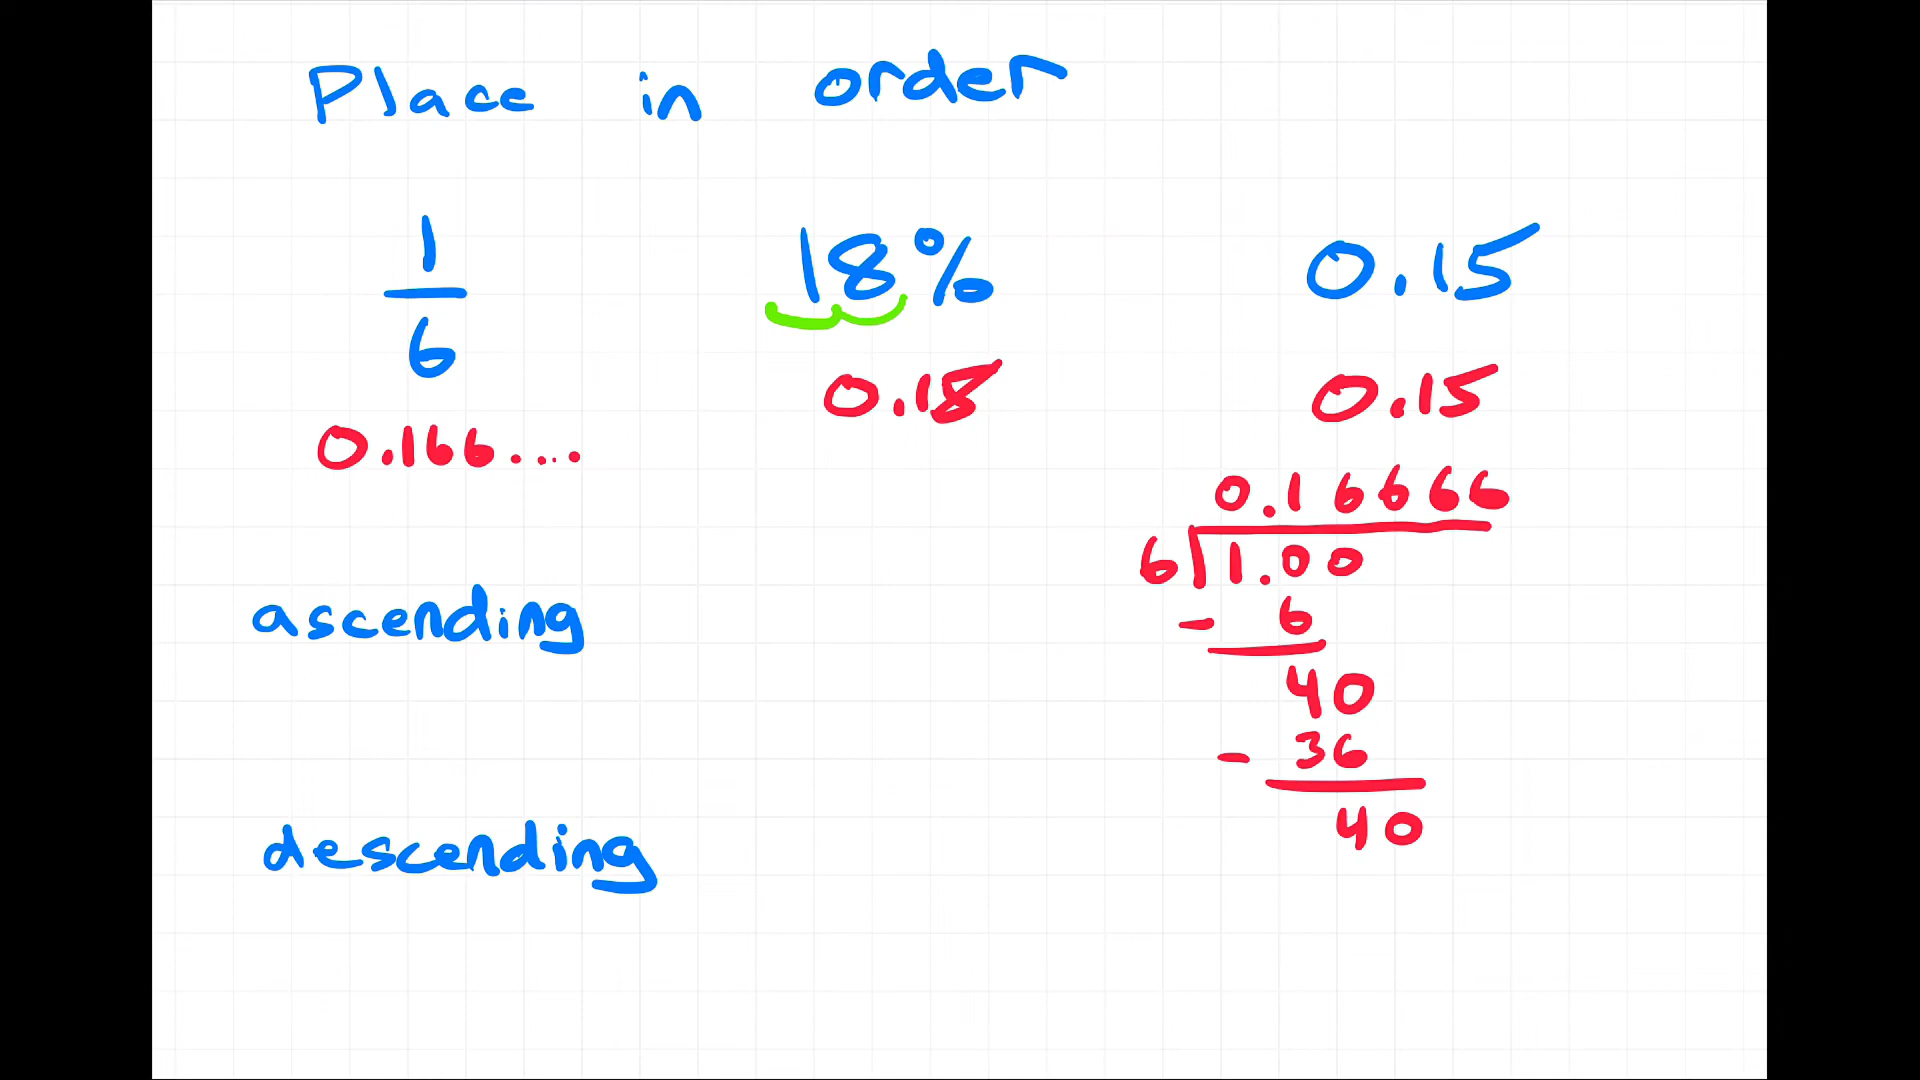 Place in order
1/6 18% 0.15
0.18 0.15
0.166....
0.16666
6 1.00
ascending - 6
40
- 36
40
descending